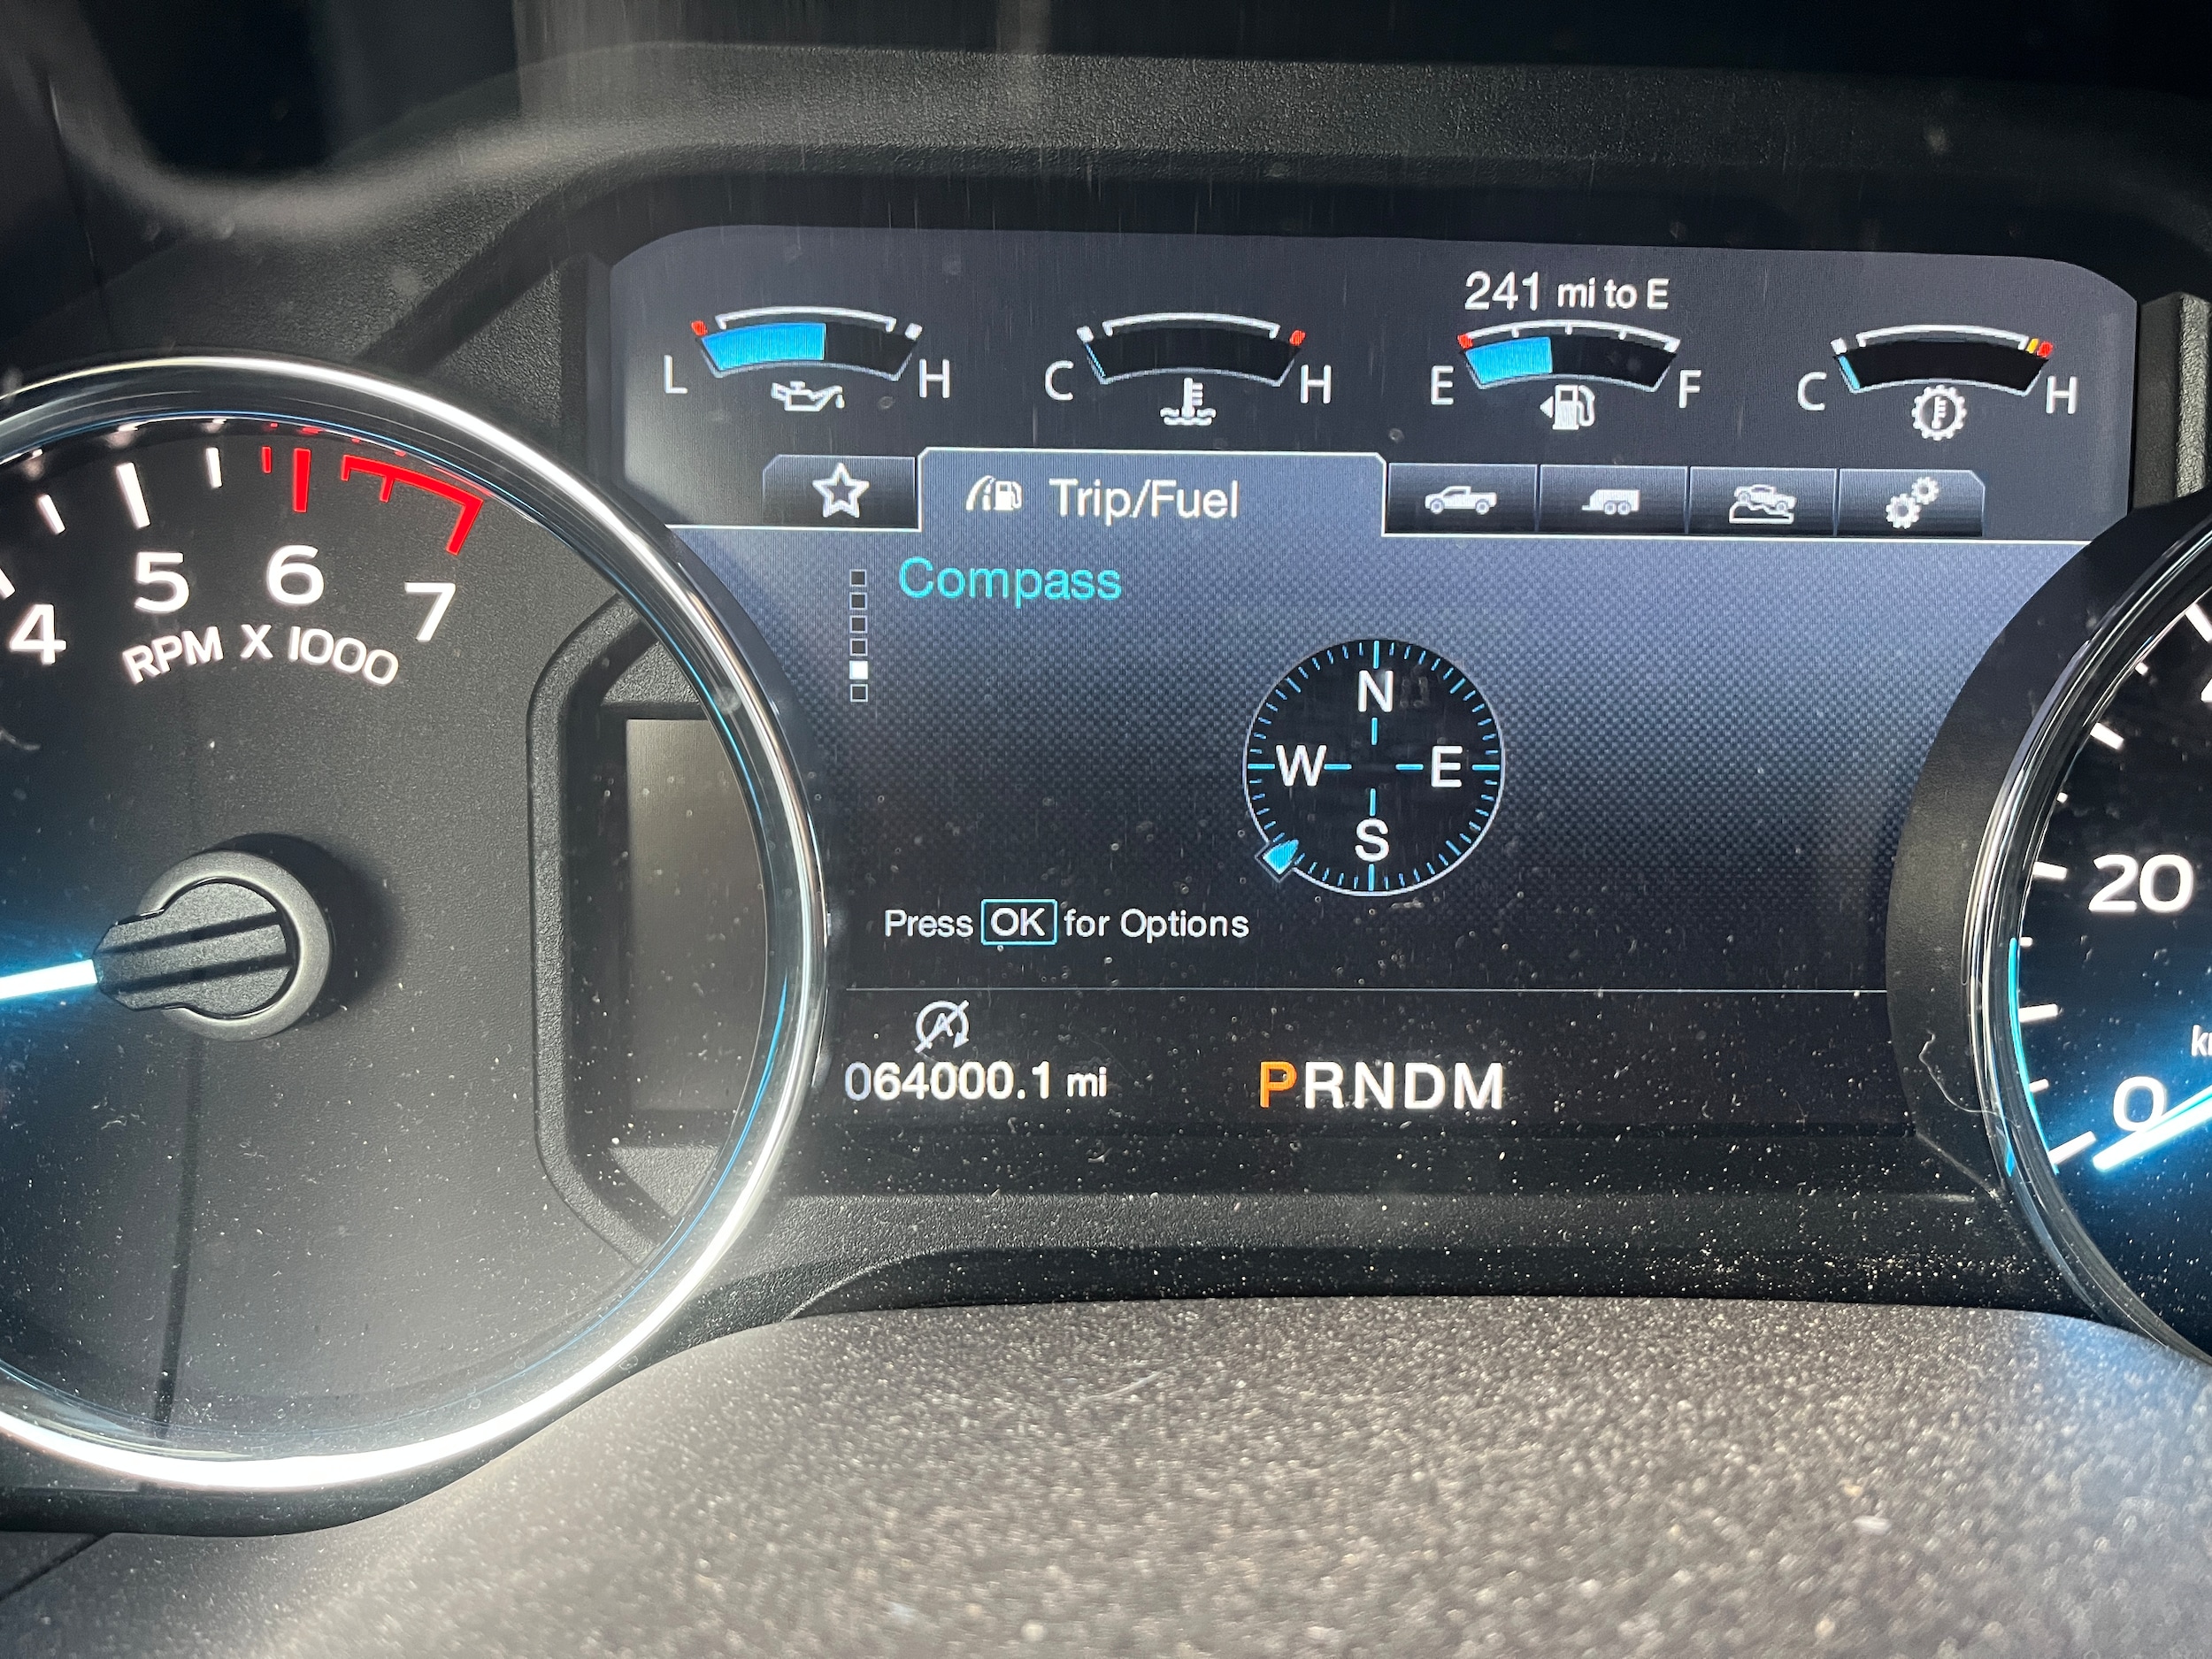 241 mi to E
L H C H E F C H
Trip/Fuel
Compass
N
W E
S
Press OK for Options
064000.1 mi
PRNDM
4 5 6 7
RPM X 1000
20
0